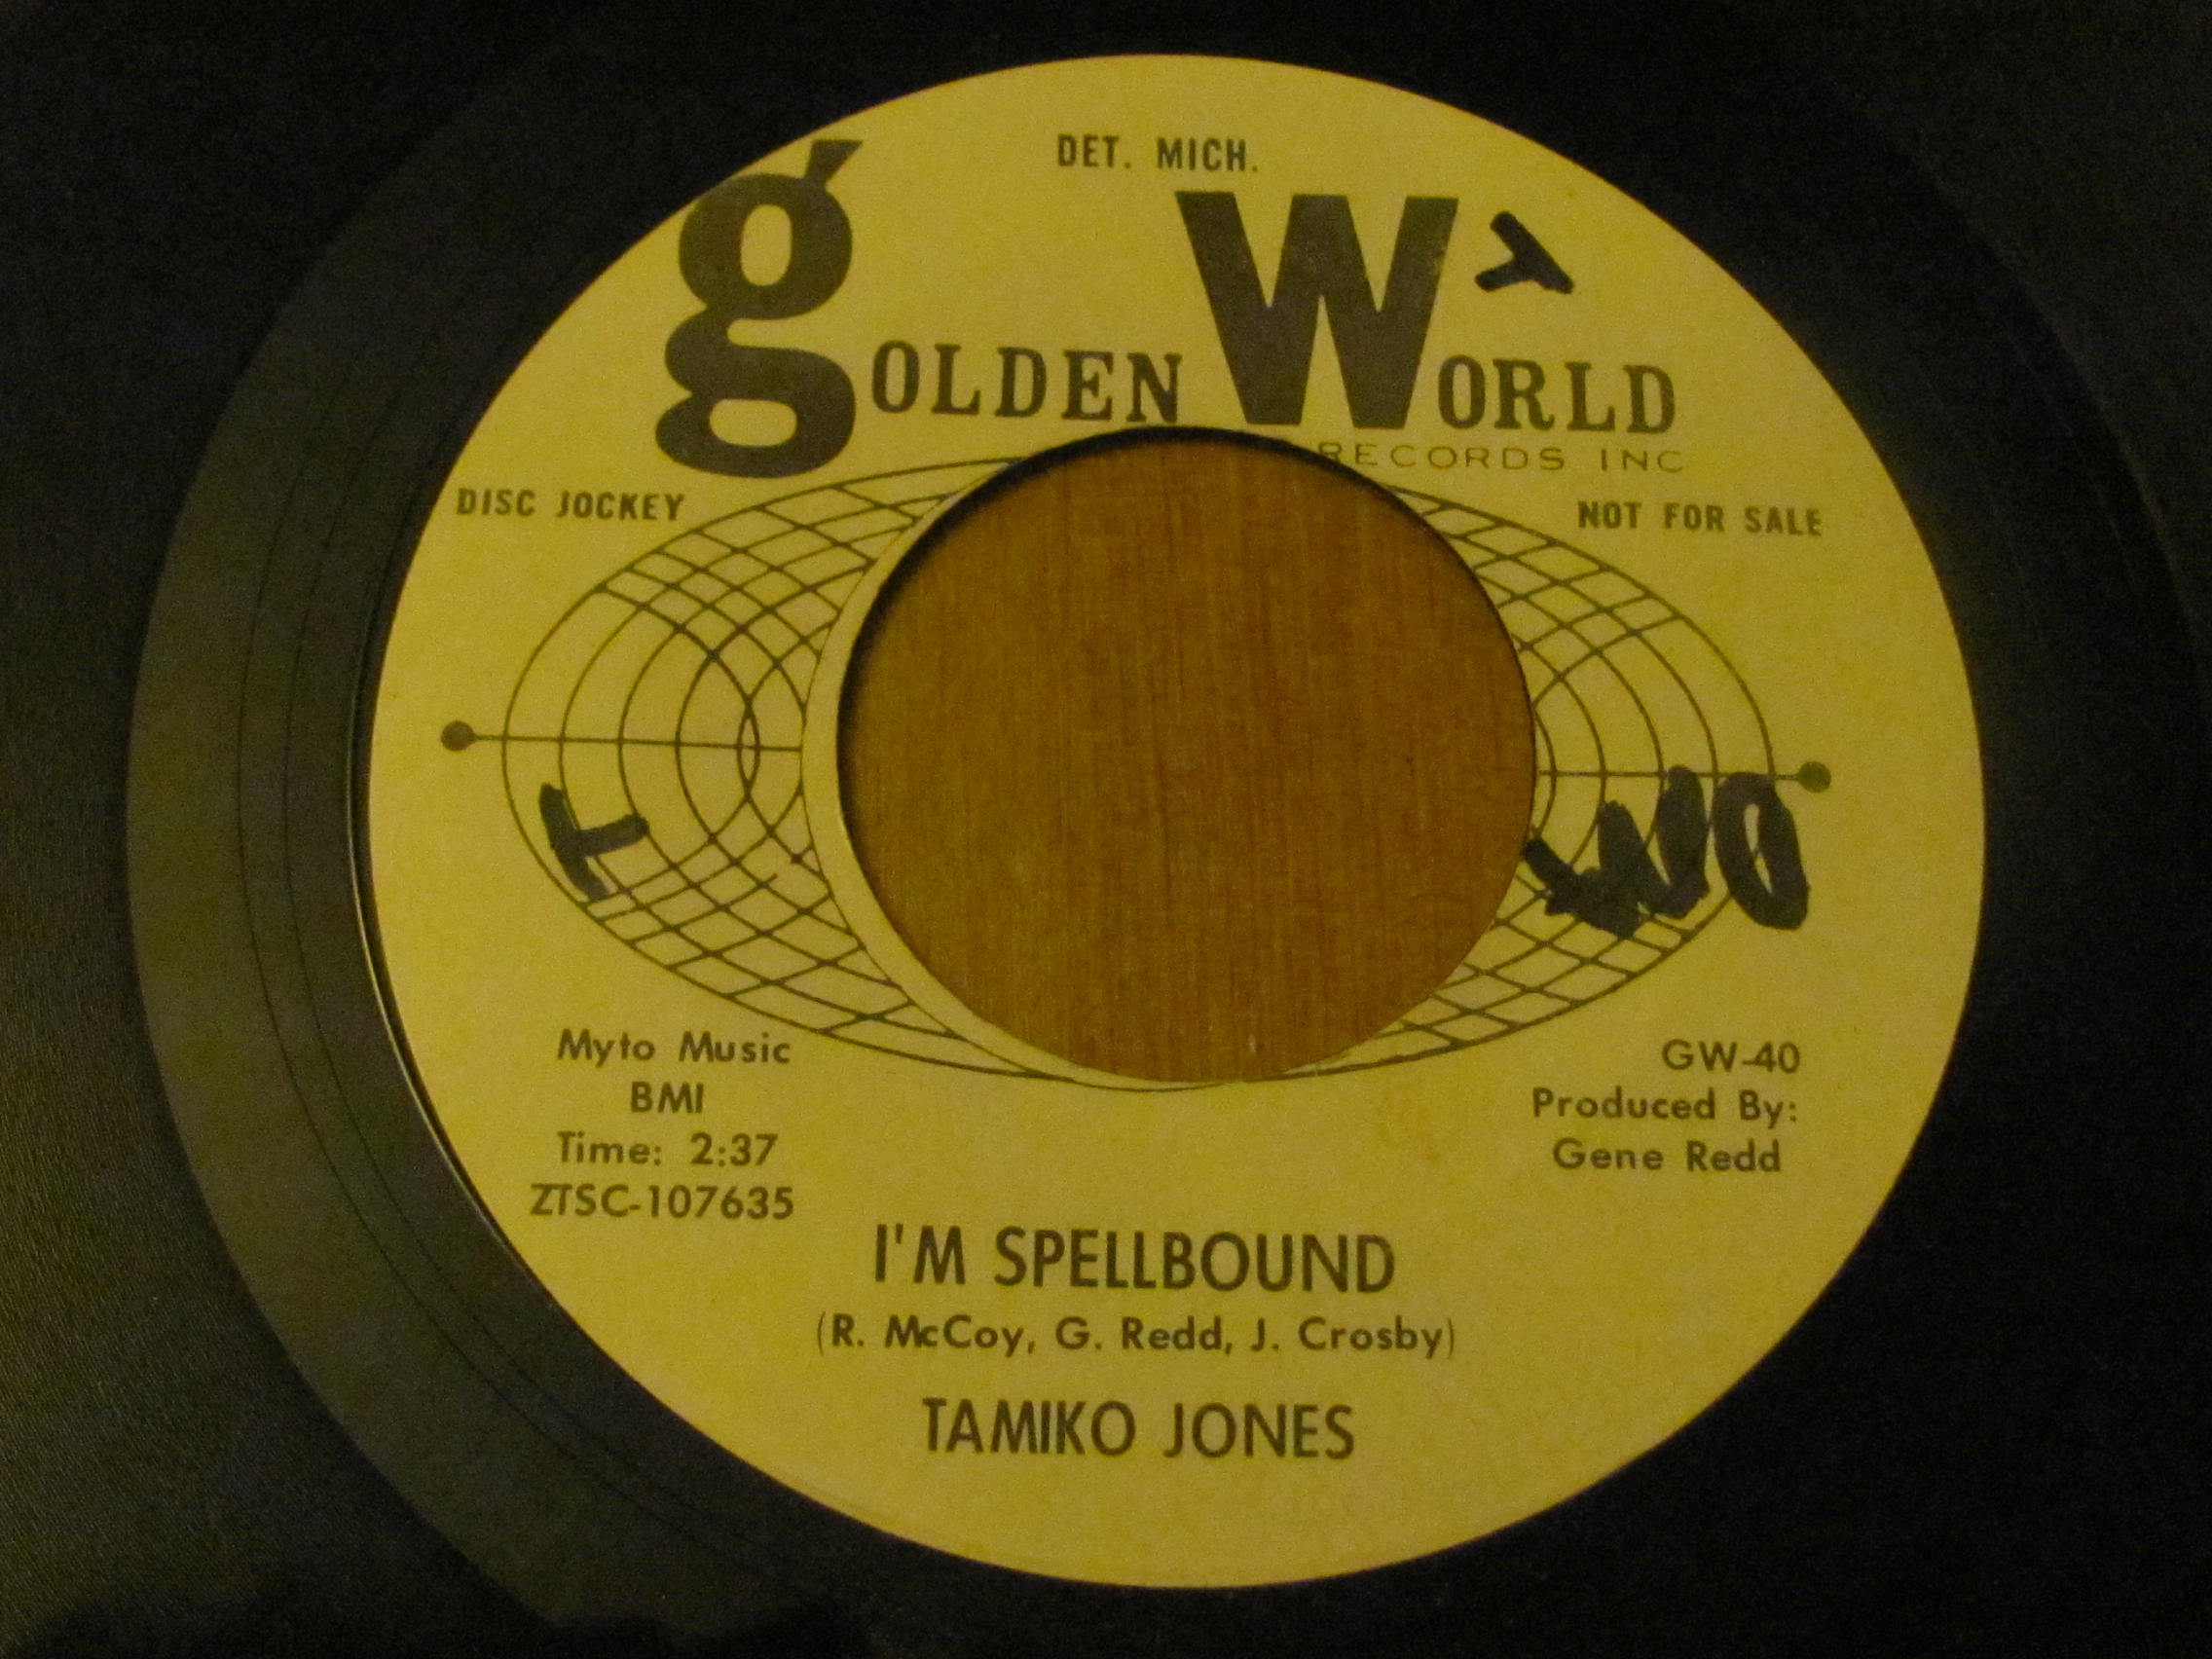 DET. MICH.
gOLDEN WORLD
RECORDS INC
DISC JOCKEY
NOT FOR SALE
Myto Music
BMI
Time: 2:37
ZTSC-107635
GW-40
Produced By:
Gene Redd
I'M SPELLBOUND
(R. McCoy, G. Redd, J. Crosby)
TAMIKO JONES